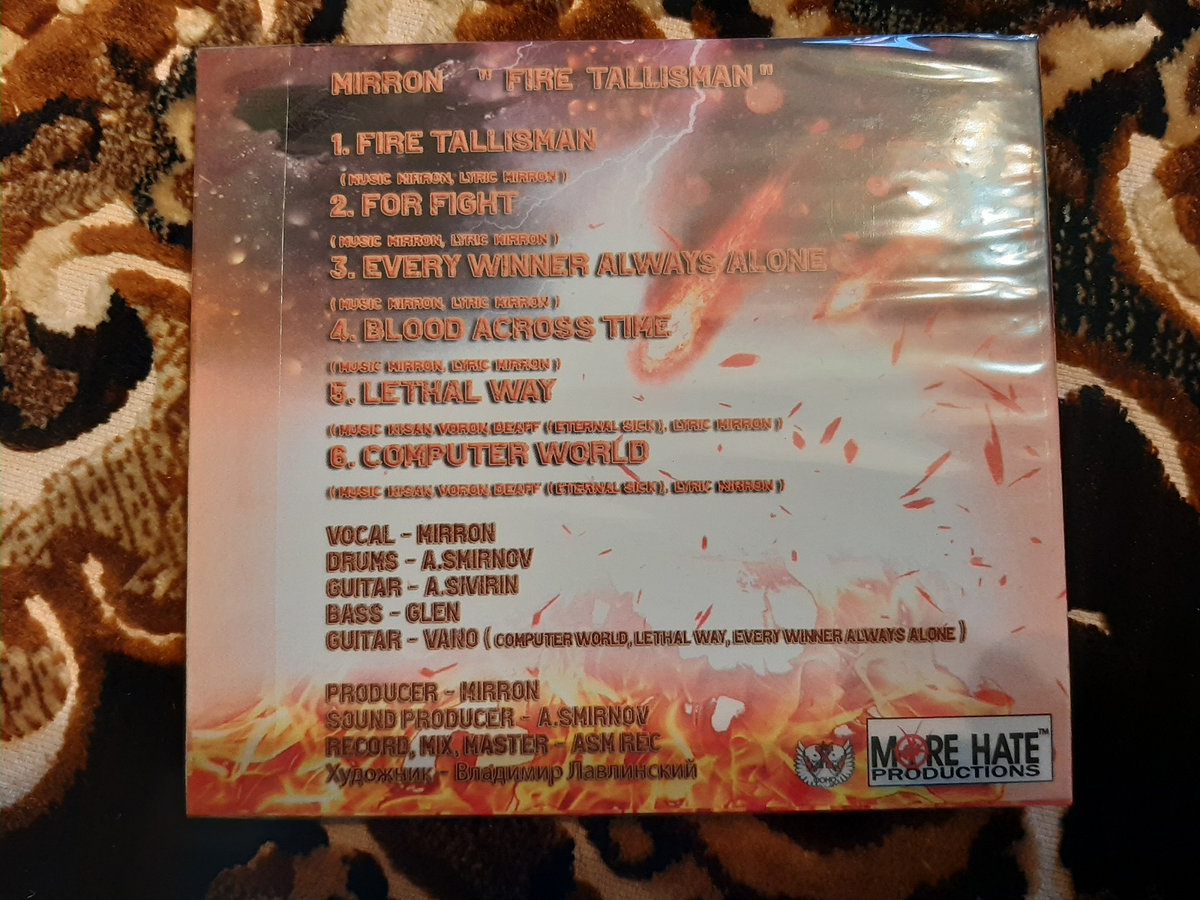 MIRRON " FIRE TALLISMAN"
1. FIRE TALLISMAN
( MUSIC MIRRON, LYRIC MIRRON )
2. FOR FIGHT
( MUSIC MIRRON, LYRIC MIRRON )
3. EVERY WINNER ALWAYS ALONE
( MUSIC MIRRON, LYRIC MIRRON )
4. BLOOD ACROSS TIME
( MUSIC MIRRON, LYRIC MIRRON )
5. LETHAL WAY
( MUSIC KISAN, VORON, DEAFF ( ETERNAL SICK ), LYRIC MIRRON )
6. COMPUTER WORLD
( MUSIC KISAN, VORON, DEAFF ( ETERNAL SICK ), LYRIC MIRRON )
VOCAL - MIRRON
DRUMS - A.SMIRNOV
GUITAR - A.SIVIRIN
BASS - GLEN
GUITAR - VANO ( COMPUTER WORLD, LETHAL WAY, EVERY WINNER ALWAYS ALONE )
PRODUCER - MIRRON
SOUND PRODUCER - A.SMIRNOV
RECORD, MIX, MASTER - ASM REC
Художник - Владимир Лавлинский
MORE HATE™
PRODUCTIONS